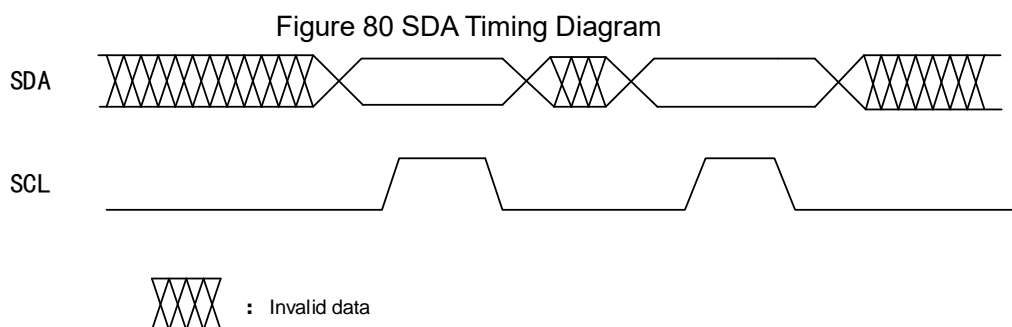 Figure 80 SDA Timing Diagram
SDA
SCL
: Invalid data